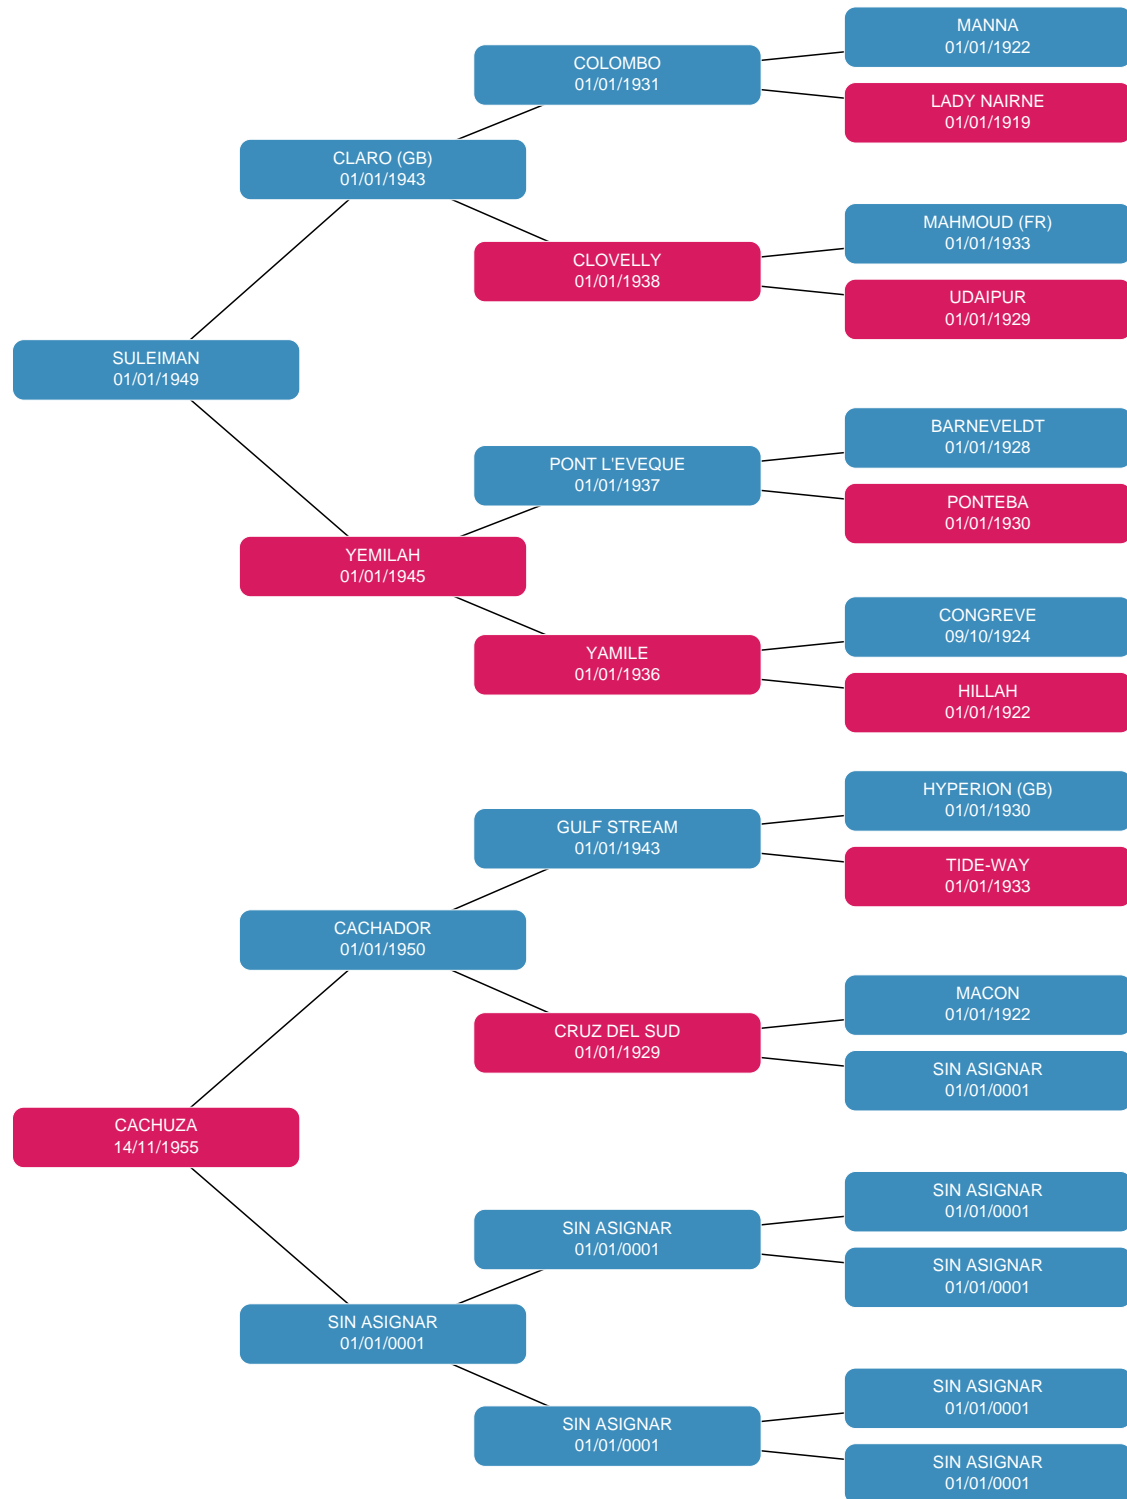 MANNA
01/01/1922
COLOMBO
01/01/1931
LADY NAIRNE
01/01/1919
CLARO (GB)
01/01/1943
MAHMOUD (FR)
01/01/1933
CLOVELLY
01/01/1938
UDAIPUR
01/01/1929
SULEIMAN
01/01/1949
BARNEVELDT
01/01/1928
PONT L'EVEQUE
01/01/1937
PONTEBA
01/01/1930
YEMILAH
01/01/1945
CONGREVE
09/10/1924
YAMILE
01/01/1936
HILLAH
01/01/1922
HYPERION (GB)
01/01/1930
GULF STREAM
01/01/1943
TIDE-WAY
01/01/1933
CACHADOR
01/01/1950
MACON
01/01/1922
CRUZ DEL SUD
01/01/1929
SIN ASIGNAR
01/01/0001
CACHUZA
14/11/1955
SIN ASIGNAR
01/01/0001
SIN ASIGNAR
01/01/0001
SIN ASIGNAR
01/01/0001
SIN ASIGNAR
01/01/0001
SIN ASIGNAR
01/01/0001
SIN ASIGNAR
01/01/0001
SIN ASIGNAR
01/01/0001